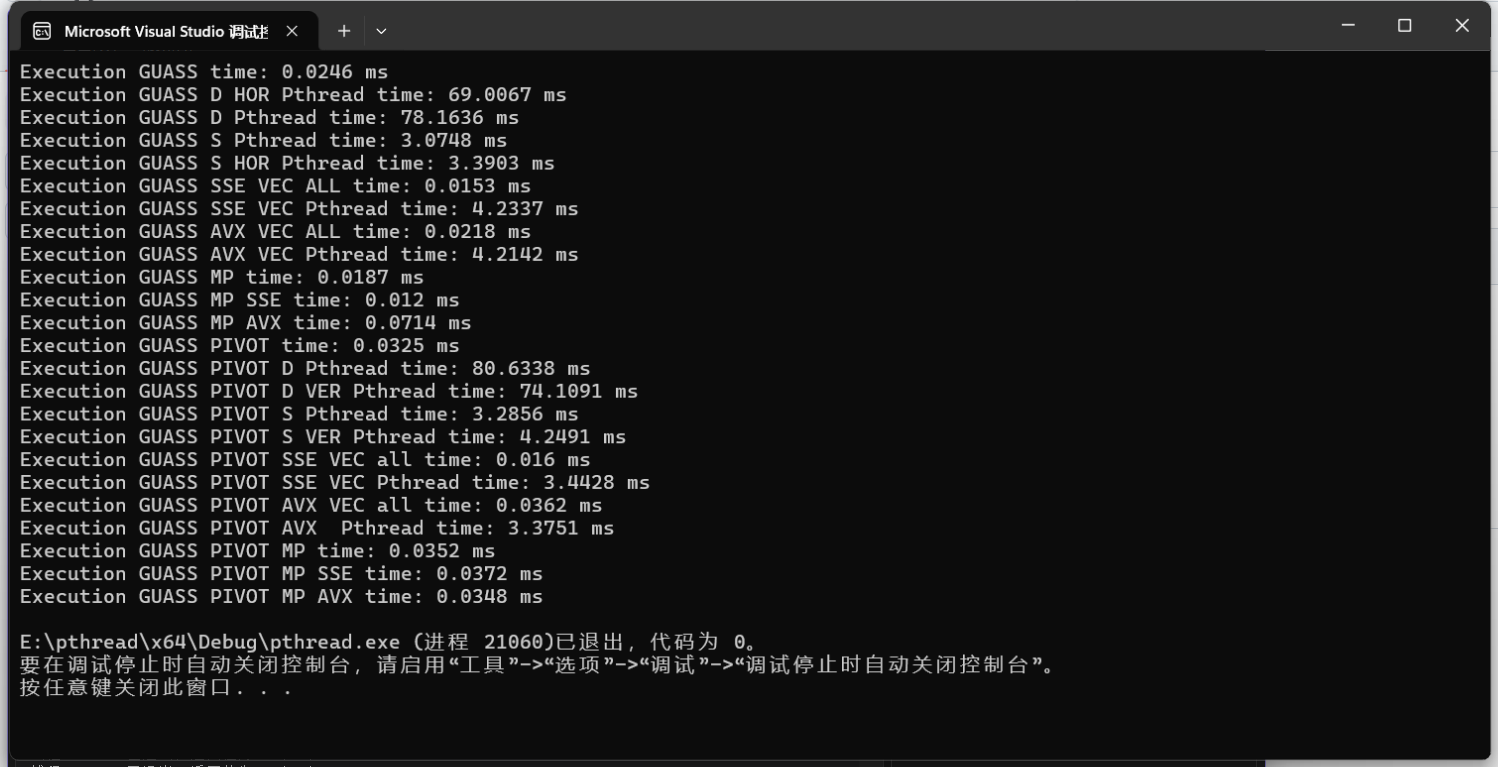 Microsoft Visual Studio 调试
Execution GUASS time: 0.0246 ms
Execution GUASS D HOR Pthread time: 69.0067 ms
Execution GUASS D Pthread time: 78.1636 ms
Execution GUASS S Pthread time: 3.0748 ms
Execution GUASS S HOR Pthread time: 3.3903 ms
Execution GUASS SSE VEC ALL time: 0.0153 ms
Execution GUASS SSE VEC Pthread time: 4.2337 ms
Execution GUASS AVX VEC ALL time: 0.0218 ms
Execution GUASS AVX VEC Pthread time: 4.2142 ms
Execution GUASS MP time: 0.0187 ms
Execution GUASS MP SSE time: 0.012 ms
Execution GUASS MP AVX time: 0.0714 ms
Execution GUASS PIVOT time: 0.0325 ms
Execution GUASS PIVOT D Pthread time: 80.6338 ms
Execution GUASS PIVOT D VER Pthread time: 74.1091 ms
Execution GUASS PIVOT S Pthread time: 3.2856 ms
Execution GUASS PIVOT S VER Pthread time: 4.2491 ms
Execution GUASS PIVOT SSE VEC all time: 0.016 ms
Execution GUASS PIVOT SSE VEC Pthread time: 3.4428 ms
Execution GUASS PIVOT AVX VEC all time: 0.0362 ms
Execution GUASS PIVOT AVX  Pthread time: 3.3751 ms
Execution GUASS PIVOT MP time: 0.0352 ms
Execution GUASS PIVOT MP SSE time: 0.0372 ms
Execution GUASS PIVOT MP AVX time: 0.0348 ms
E:\pthread\x64\Debug\pthread.exe (进程 21060)已退出，代码为 0。
要在调试停止时自动关闭控制台，请启用“工具”->“选项”->“调试”->“调试停止时自动关闭控制台”。
按任意键关闭此窗口. . .